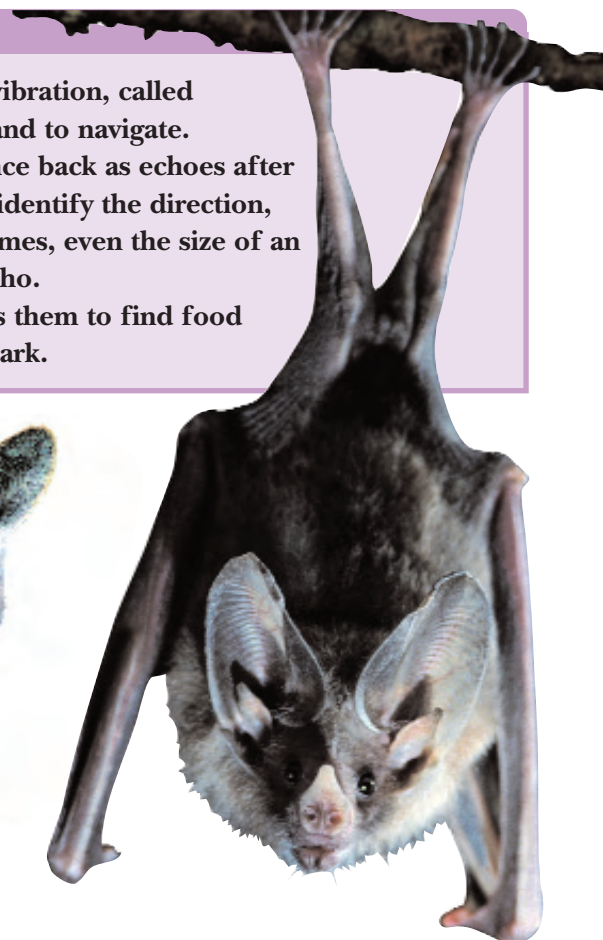 vibration, called
and to navigate.
nce back as echoes after
identify the direction,
mes, even the size of an
ho.
s them to find food
ark.